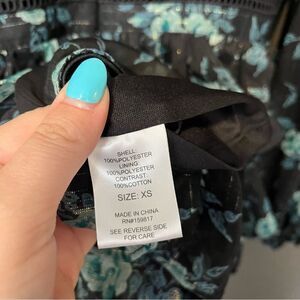 SHELL:
100%POLYESTER
LINING:
100%POLYESTER
CONTRAST:
100%COTTON
SIZE: XS
MADE IN CHINA
RN#159817
SEE REVERSE SIDE
FOR CARE